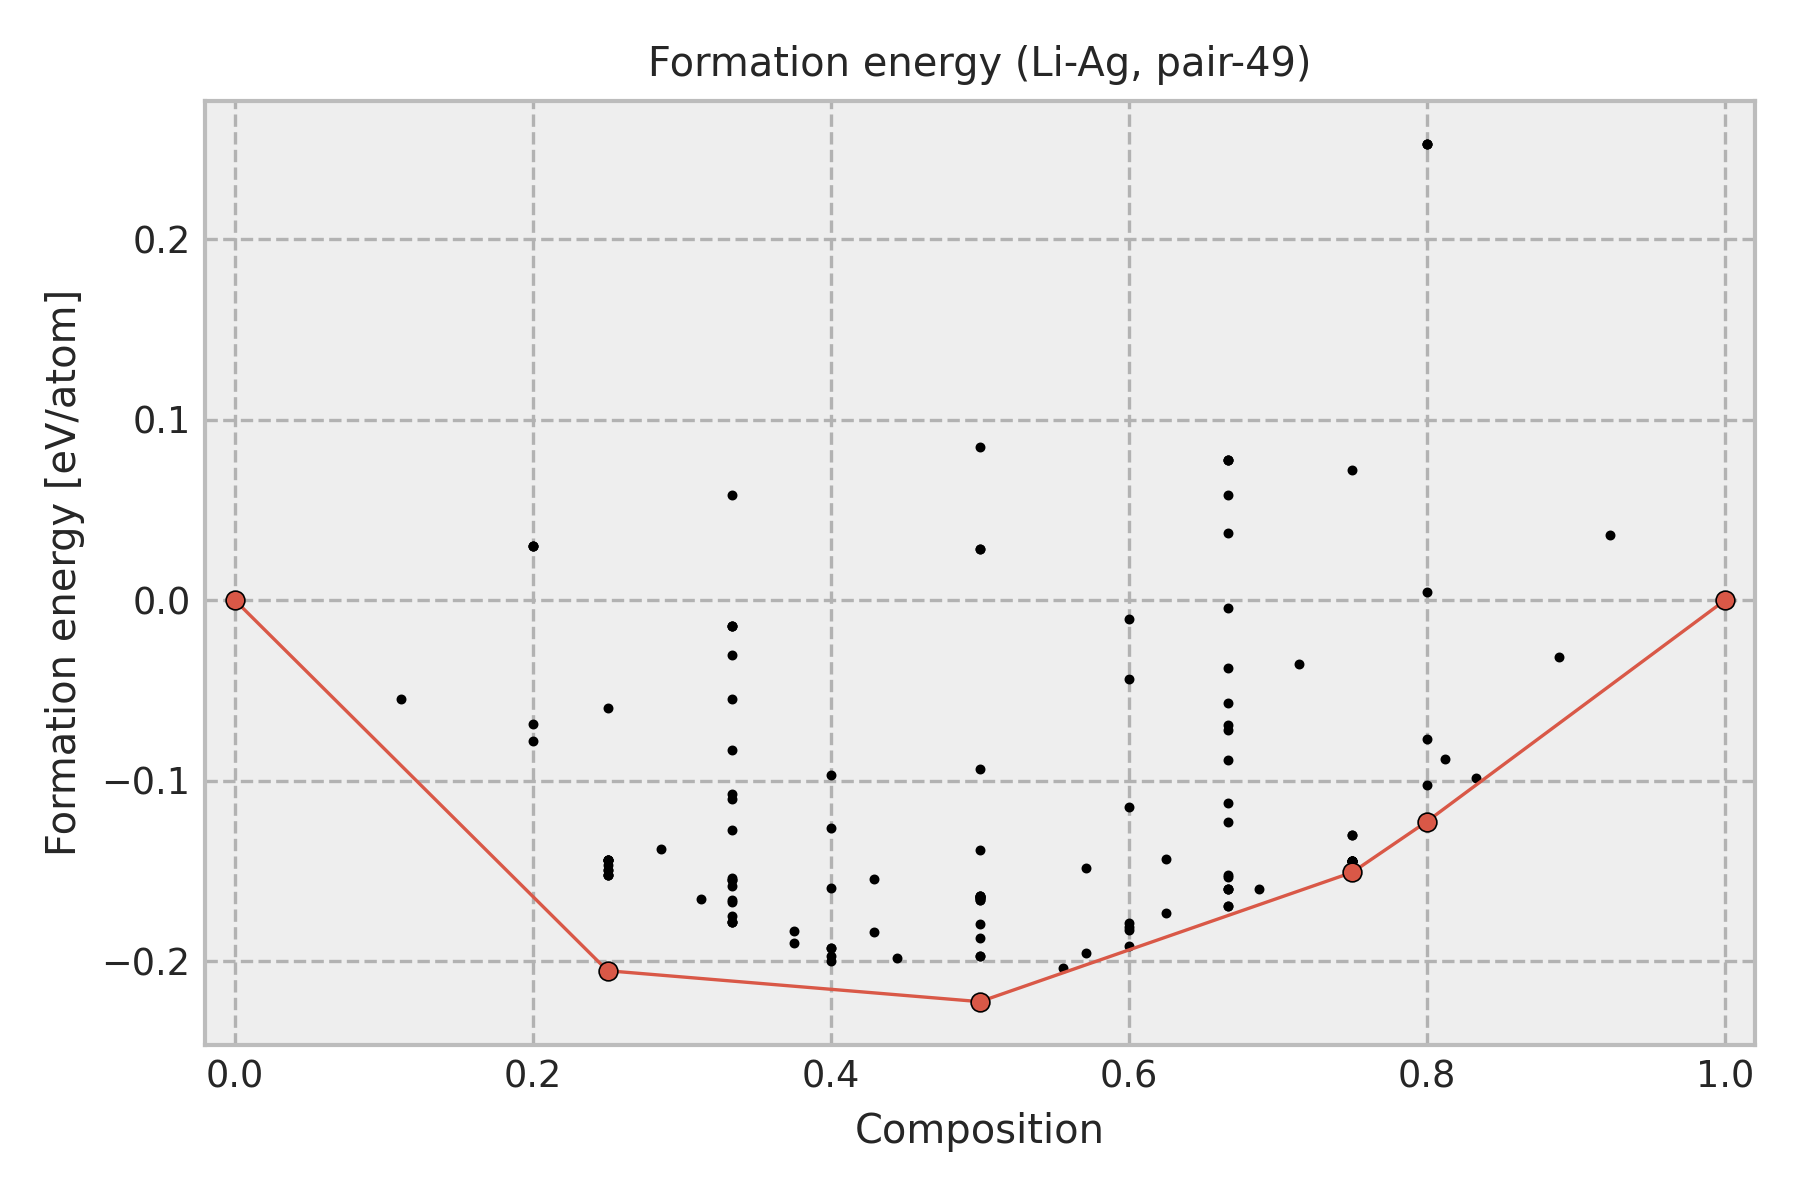 Formation energy (Li-Ag, pair-49)
Formation energy [eV/atom]
0.2
0.1
0.0
−0.1
−0.2
0.0 0.2 0.4 0.6 0.8 1.0
Composition